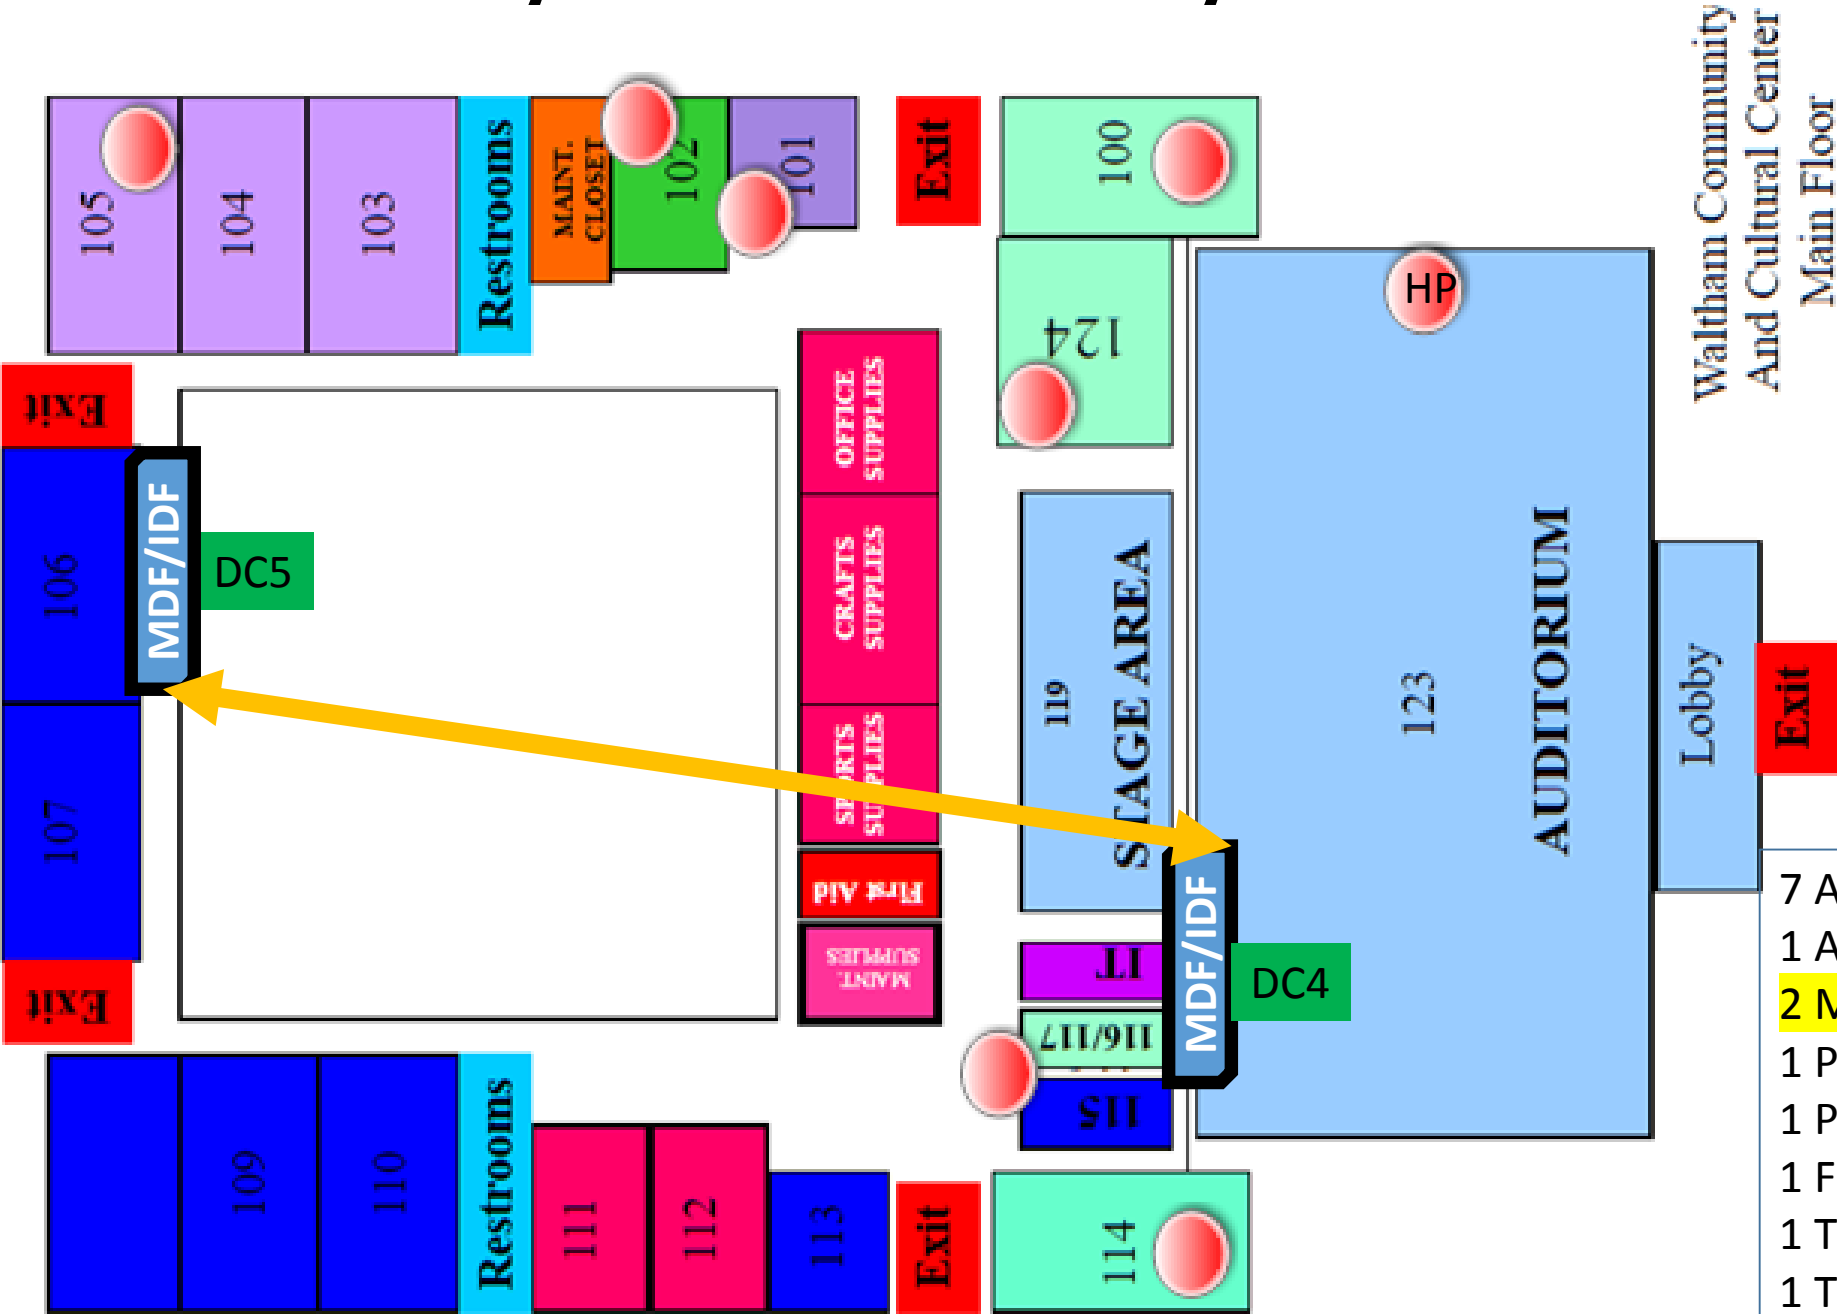 Waltham Community
And Cultural Center
Main Floor
105
104
103
Restrooms
MAINT.
CLOSET
102
101
Exit
100
124
HP
Exit
106
MDF/IDF
DC5
107
Exit
OFFICE
SUPPLIES
CRAFTS
SUPPLIES
SUPPLIES
First Aid
MAINT.
SUPPLIES
119
STAGE AREA
123
AUDITORIUM
Lobby
Exit
IT
116/117
115
MDF/IDF
DC4
109
110
Restrooms
111
112
113
Exit
114
7 A
1 A
2 M
1 P
1 P
1 F
1 T
1 T